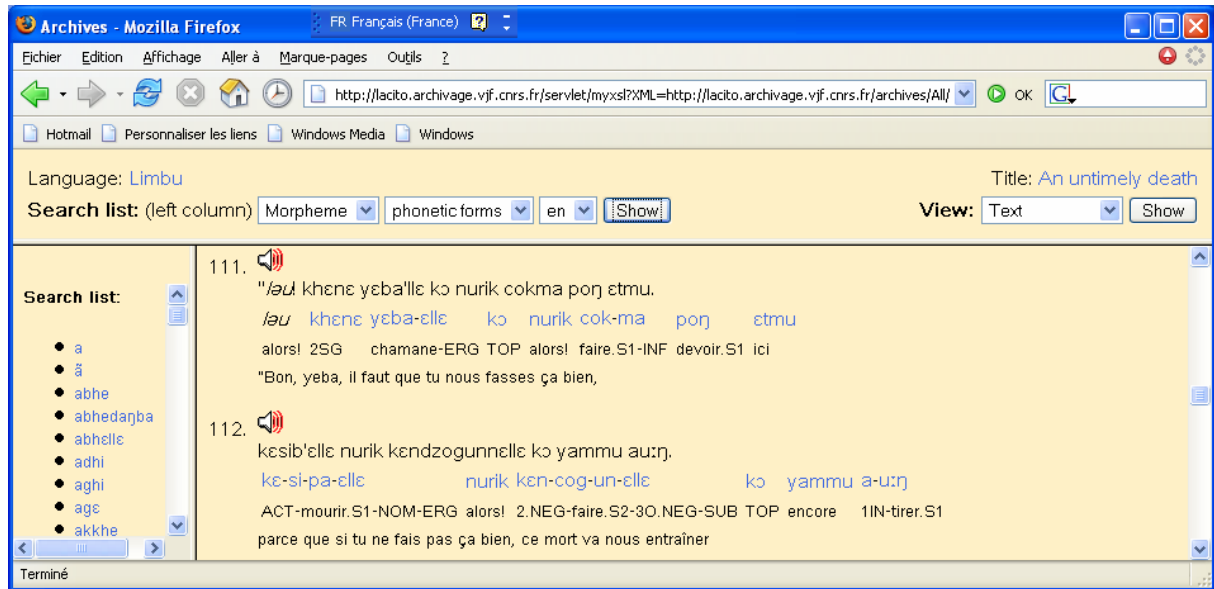 Archives - Mozilla Firefox
FR Français (France)
Fichier Edition Affichage Aller à Marque-pages Outils ?
http://lacito.archivage.vjf.cnrs.fr/servlet/myxsl?XML=http://lacito.archivage.vjf.cnrs.fr/archives/All/ OK G
Hotmail Personnaliser les liens Windows Media Windows
Language: Limbu Title: An untimely death
Search list: (left column) Morpheme phonetic forms en Show View: Text Show
Search list:
a
ã
abhe
abhedaŋba
abhɛllɛ
adhi
aghi
agɛ
akkhe
111.
"ləu! khɛnɛ yɛba'llɛ kɔ nurik cokma poŋ ɛtmu.
ləu khɛnɛ yɛba-ɛllɛ kɔ nurik cok-ma poŋ ɛtmu
alors! 2SG chamane-ERG TOP alors! faire.S1-INF devoir.S1 ici
"Bon, yeba, il faut que tu nous fasses ça bien,
112.
kɛsib'ɛllɛ nurik kɛndzogunnɛllɛ kɔ yammu auːŋ.
kɛ-si-pa-ɛllɛ nurik kɛn-cog-un-ɛllɛ kɔ yammu a-uːŋ
ACT-mourir.S1-NOM-ERG alors! 2.NEG-faire.S2-3O.NEG-SUB TOP encore 1IN-tirer.S1
parce que si tu ne fais pas ça bien, ce mort va nous entraîner
Terminé